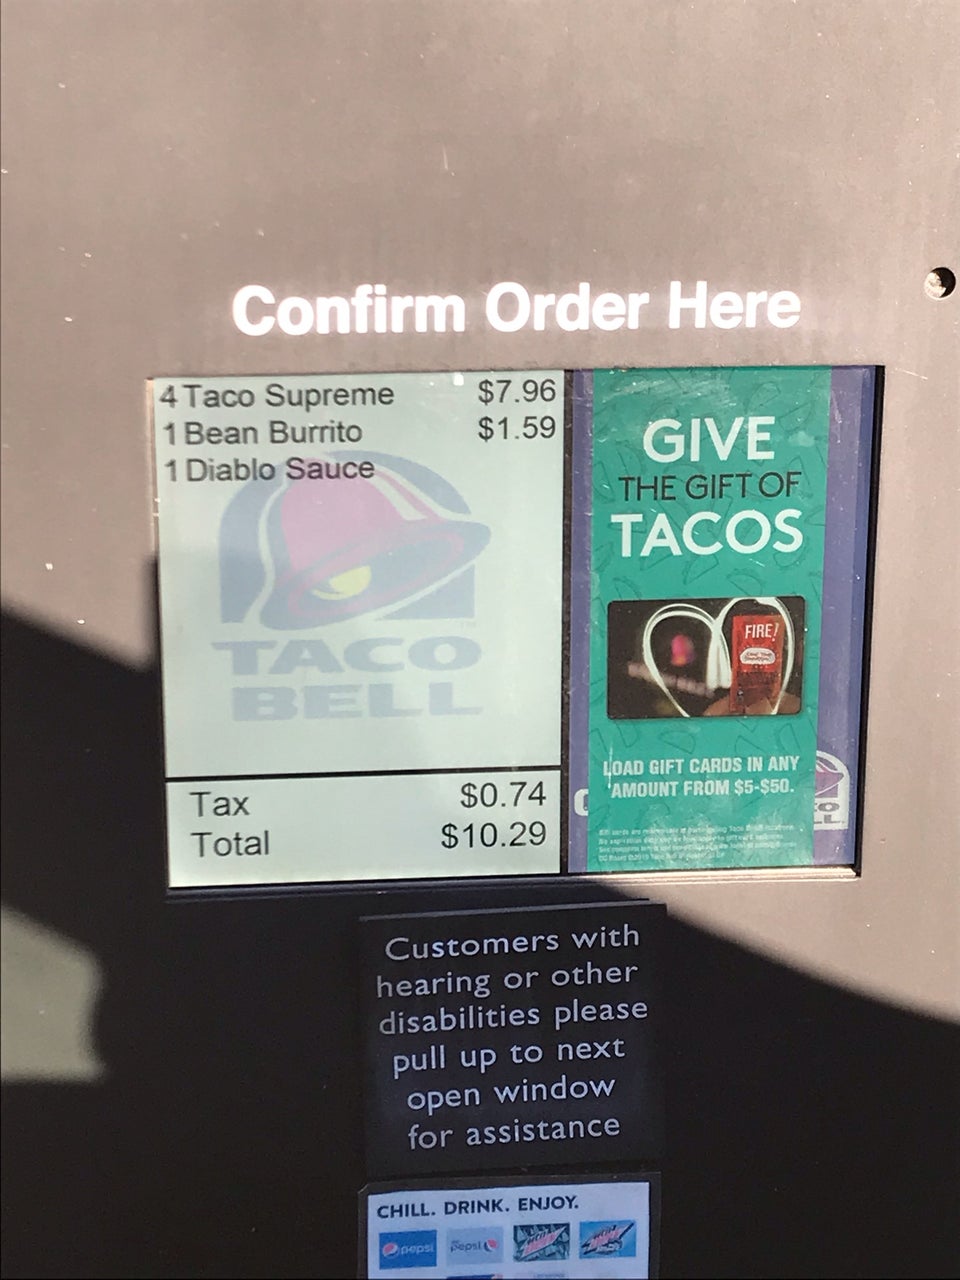 Confirm Order Here
4 Taco Supreme $7.96
1 Bean Burrito $1.59
1 Diablo Sauce
TACO
BELL
Tax $0.74
Total $10.29
GIVE
THE GIFT OF
TACOS
FIRE!
LOAD GIFT CARDS IN ANY
AMOUNT FROM $5-$50.
Customers with
hearing or other
disabilities please
pull up to next
open window
for assistance
CHILL. DRINK. ENJOY.
pepsi
pepsi